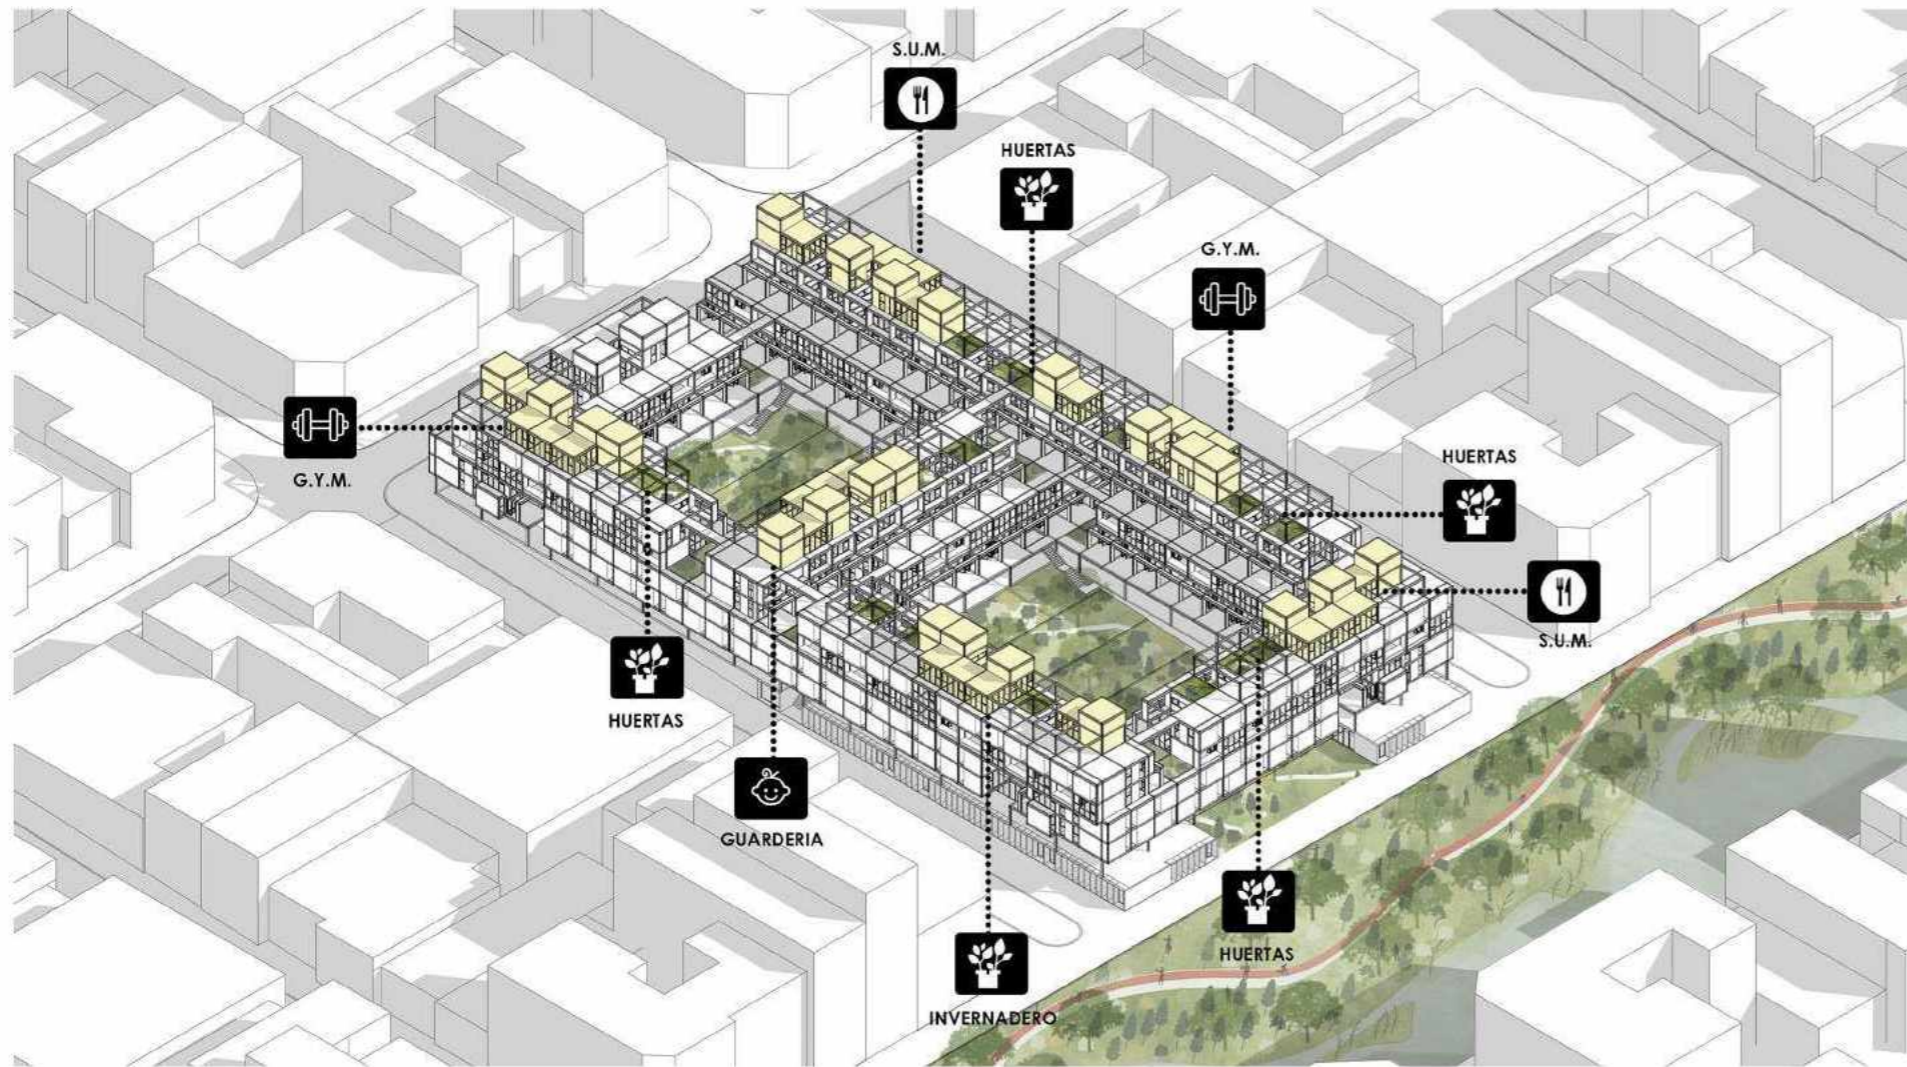 S.U.M.
HUERTAS
G.Y.M.
G.Y.M.
HUERTAS
S.U.M.
HUERTAS
GUARDERIA
HUERTAS
INVERNADERO